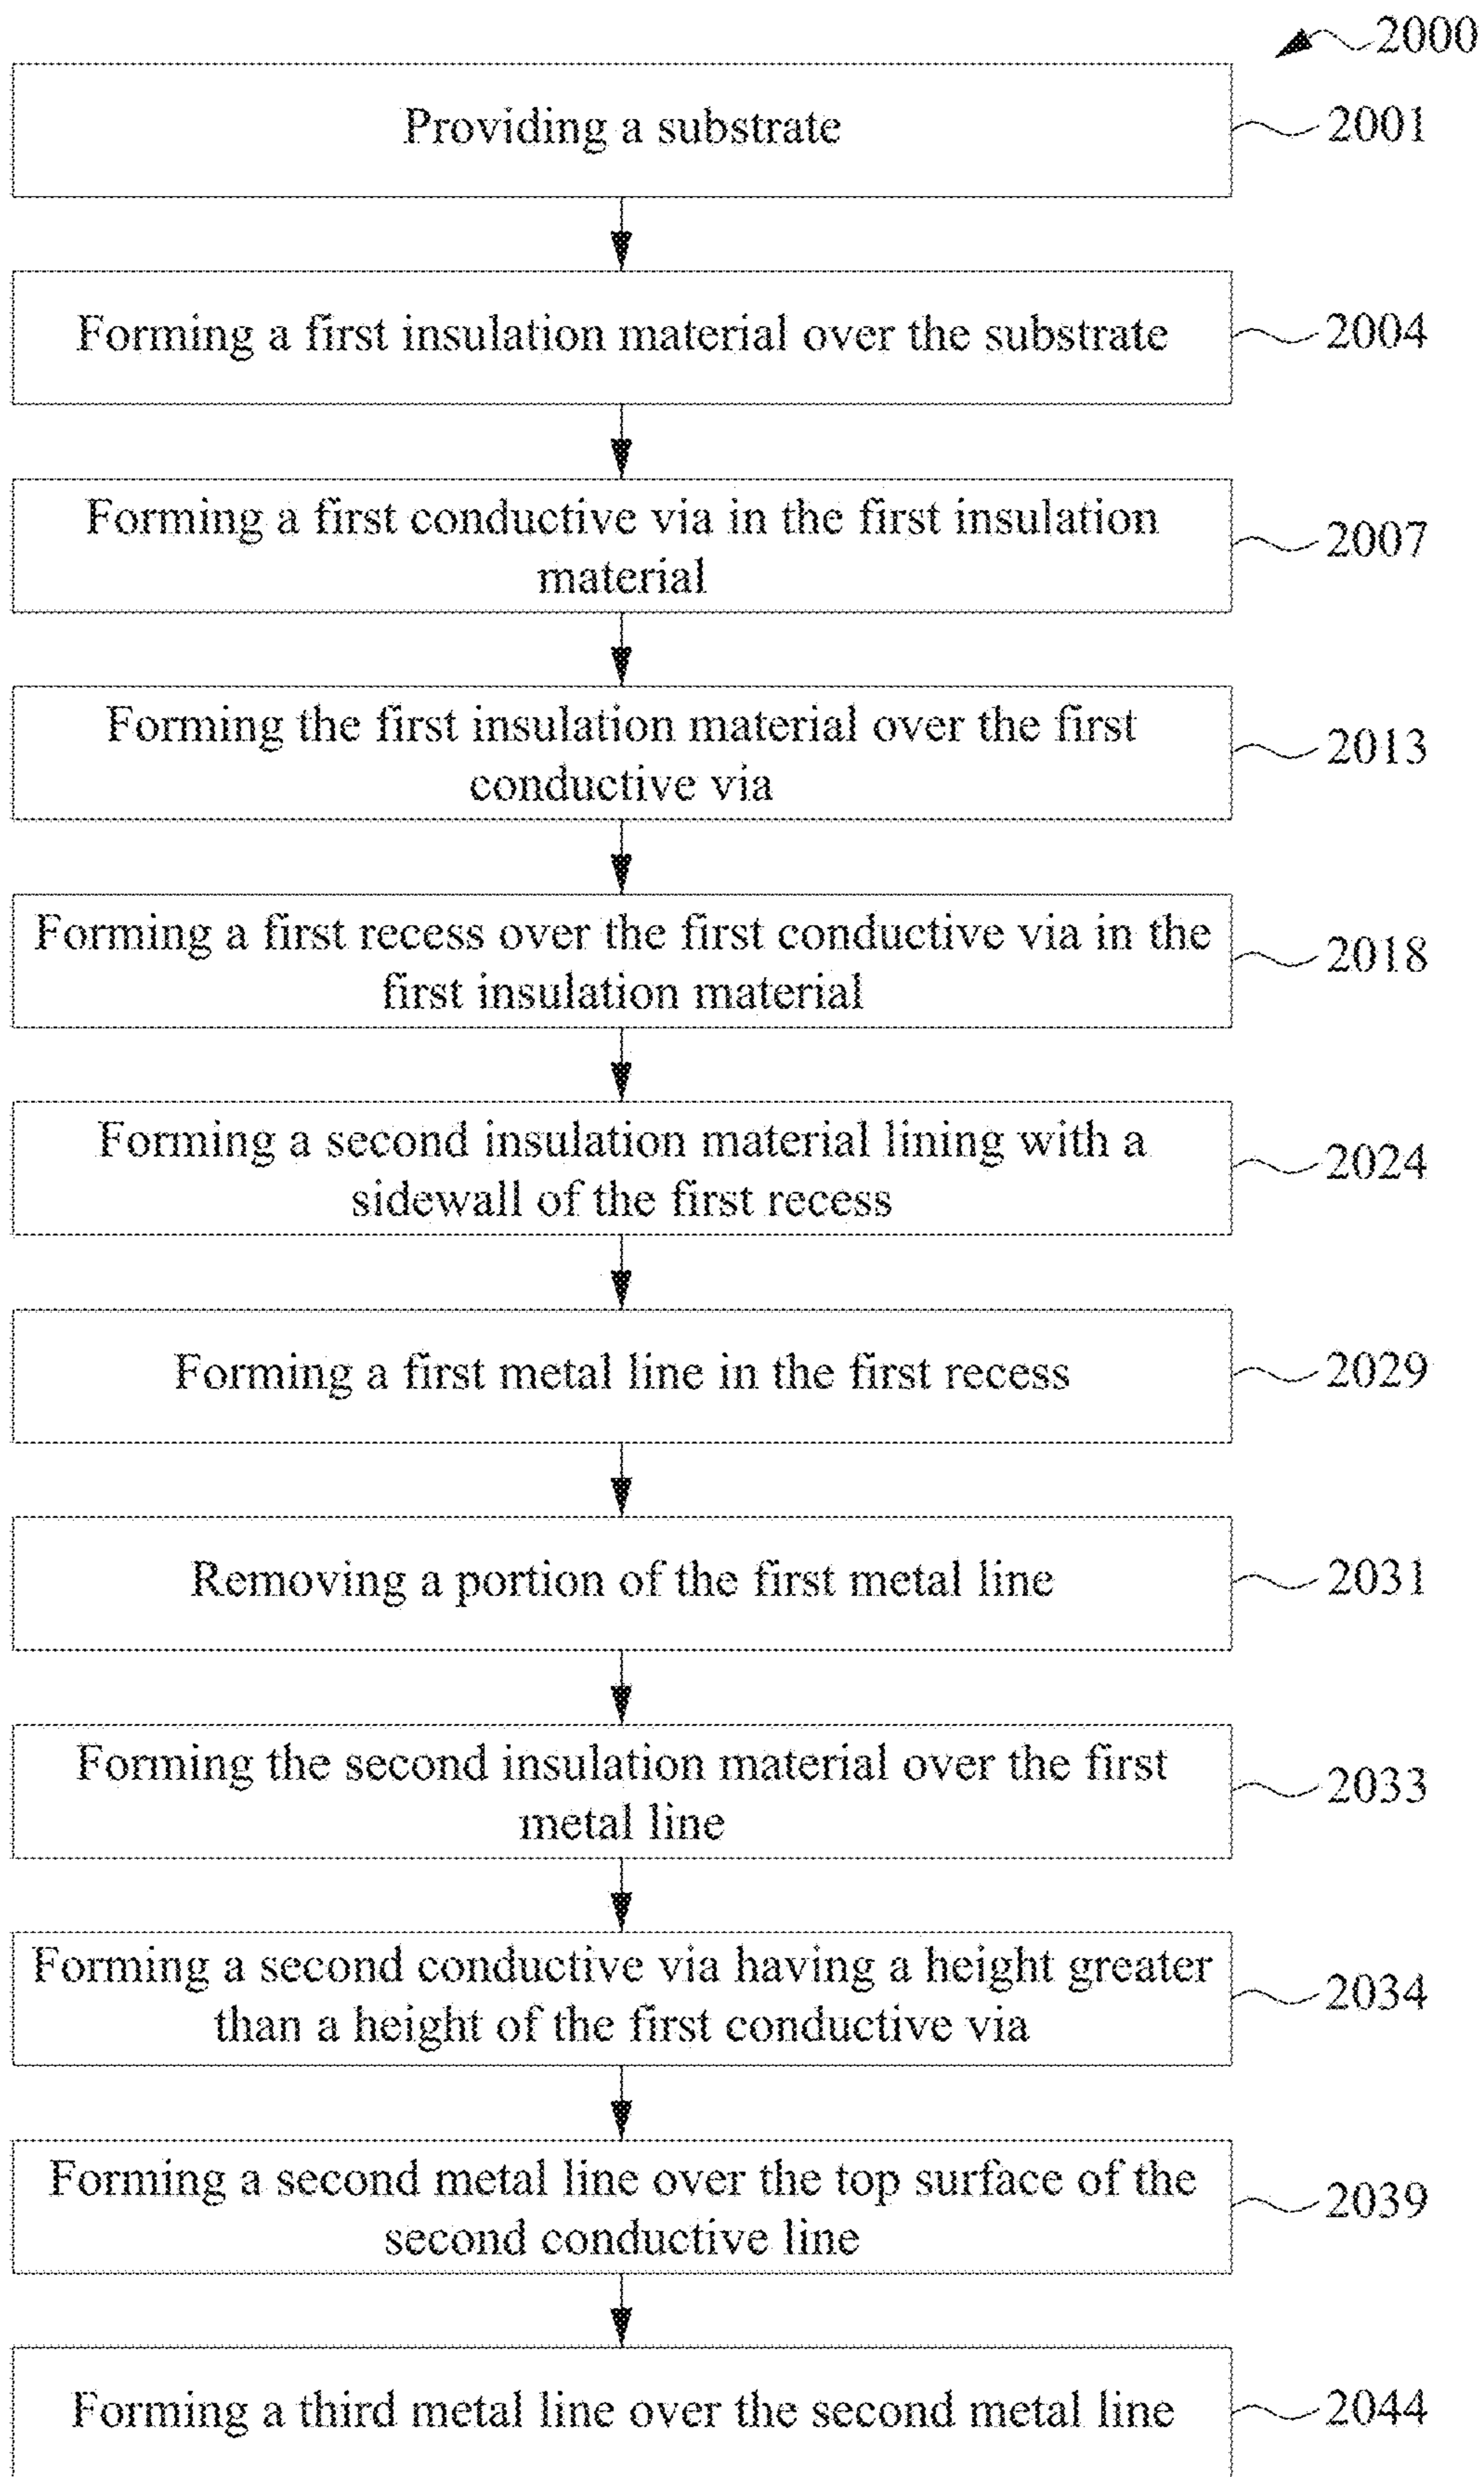 2000
Providing a substrate
2001
Forming a first insulation material over the substrate
2004
Forming a first conductive via in the first insulation
material
2007
Forming the first insulation material over the first
conductive via
2013
Forming a first recess over the first conductive via in the
first insulation material
2018
Forming a second insulation material lining with a
sidewall of the first recess
2024
Forming a first metal line in the first recess
2029
Removing a portion of the first metal line
2031
Forming the second insulation material over the first
metal line
2033
Forming a second conductive via having a height greater
than a height of the first conductive via
2034
Forming a second metal line over the top surface of the
second conductive line
2039
Forming a third metal line over the second metal line
2044